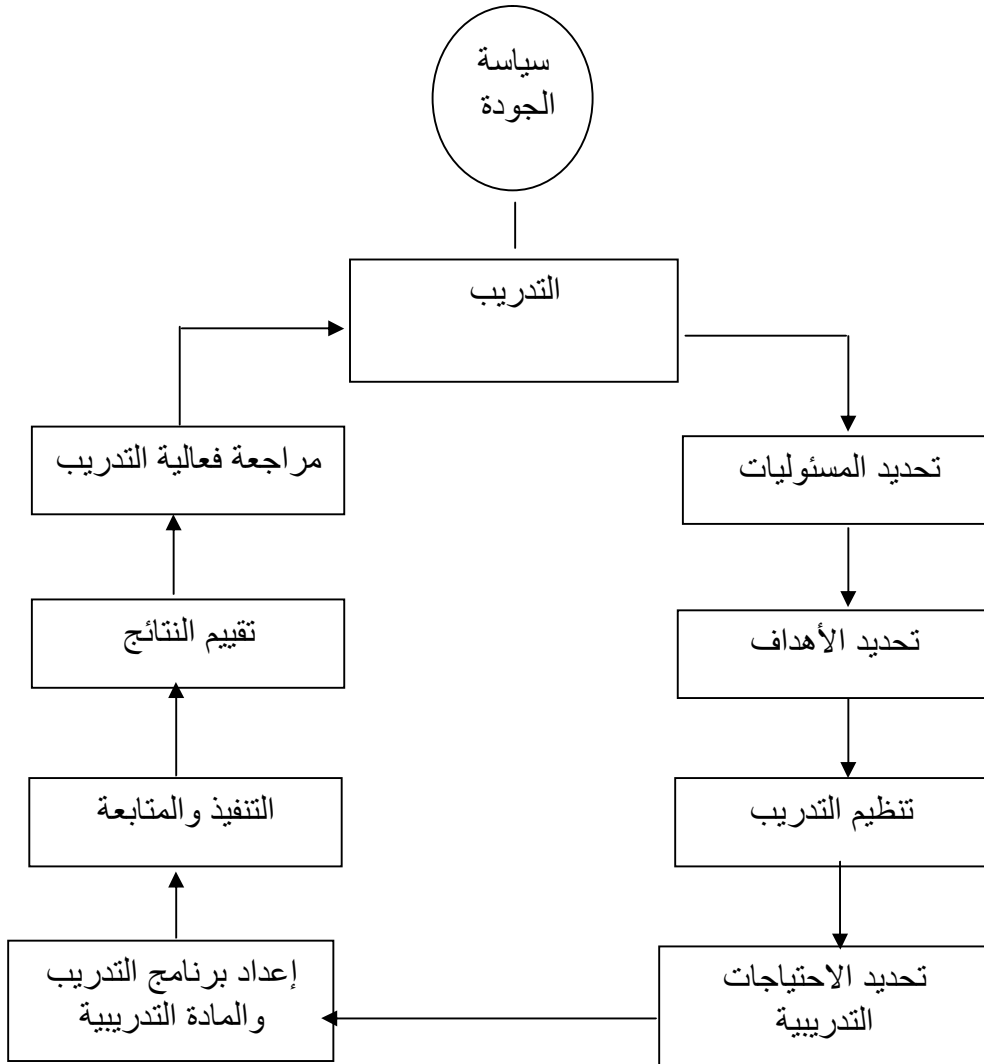 سياسة
الجودة
التدريب
تحديد المسئوليات
تحديد الأهداف
تنظيم التدريب
تحديد الاحتياجات
التدريبية
إعداد برنامج التدريب
والمادة التدريبية
التنفيذ والمتابعة
تقييم النتائج
مراجعة فعالية التدريب